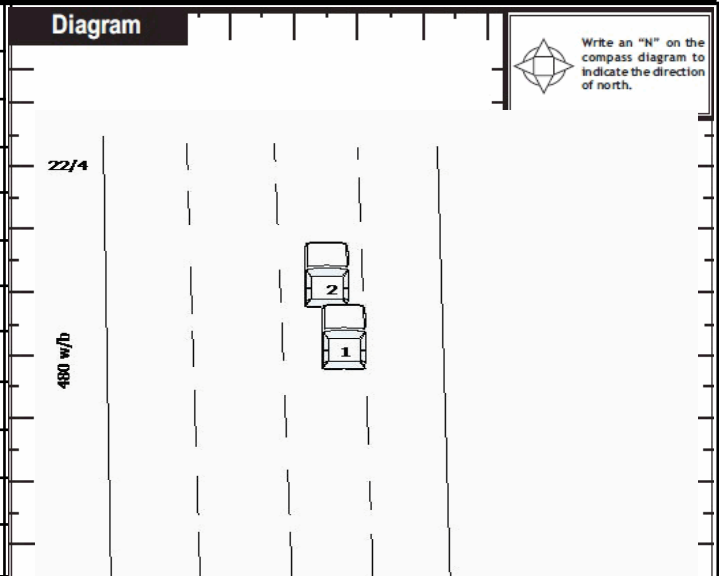 Diagram
Write an “N” on the
compass diagram to
indicate the direction
of north.
22/4
2
1
480 w/b